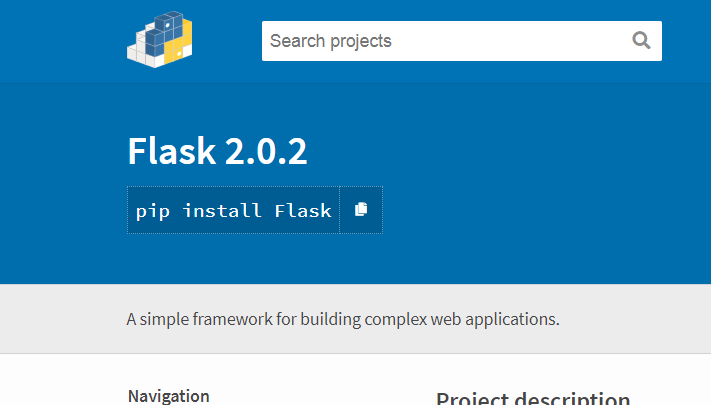 Search projects
Flask 2.0.2
pip install Flask
A simple framework for building complex web applications.
Navigation
Project description